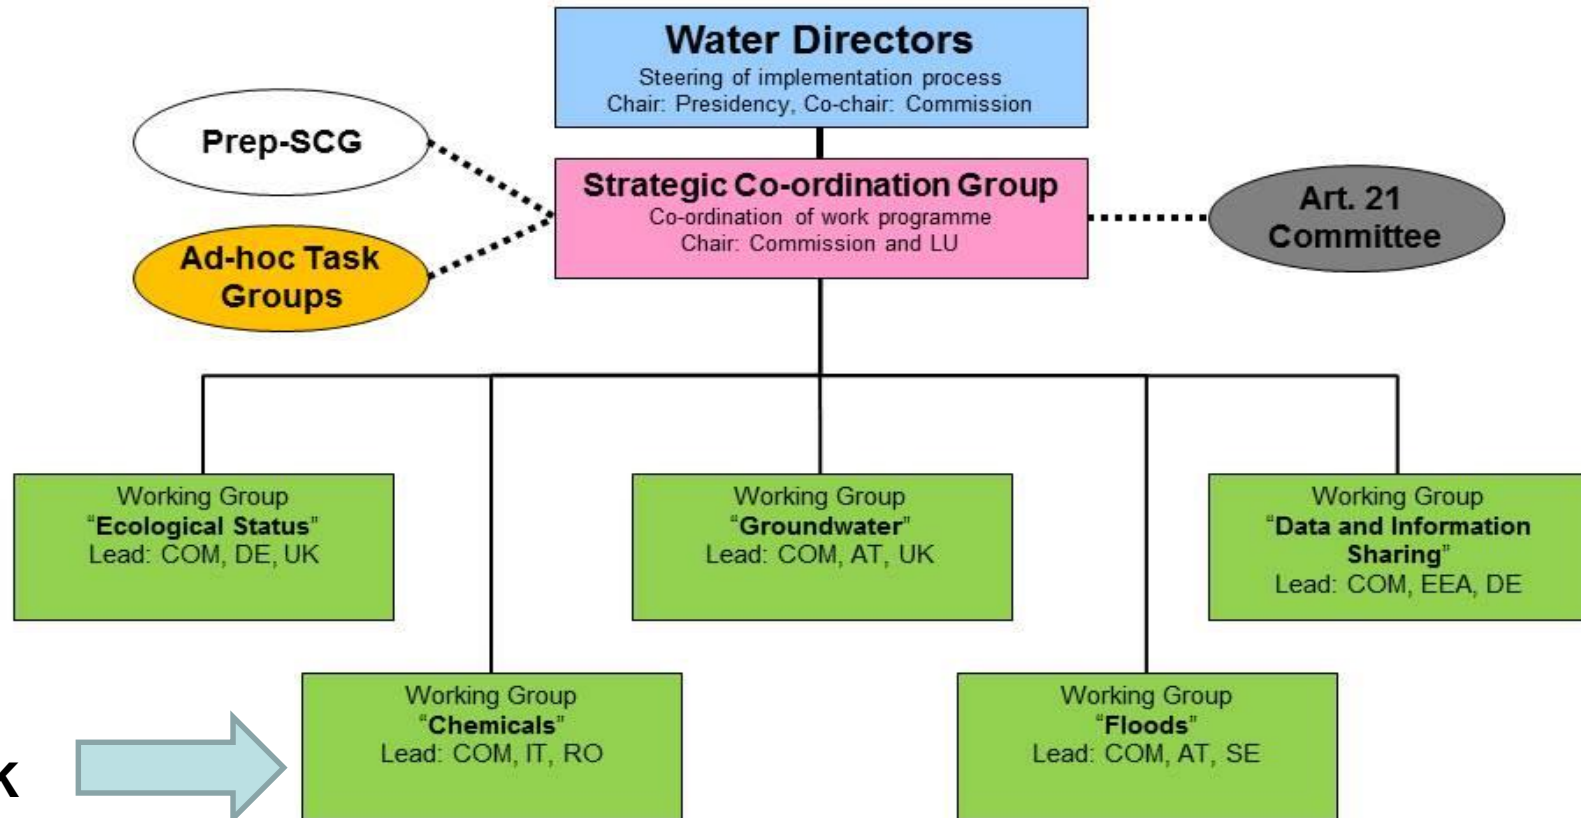 Water Directors
Steering of implementation process
Chair: Presidency, Co-chair: Commission
Prep-SCG
Strategic Co-ordination Group
Co-ordination of work programme
Chair: Commission and LU
Art. 21
Committee
Ad-hoc Task
Groups
Working Group
“Ecological Status”
Lead: COM, DE, UK
Working Group
“Groundwater”
Lead: COM, AT, UK
Working Group
“Data and Information
Sharing”
Lead: COM, EEA, DE
Working Group
“Chemicals”
Lead: COM, IT, RO
Working Group
“Floods”
Lead: COM, AT, SE